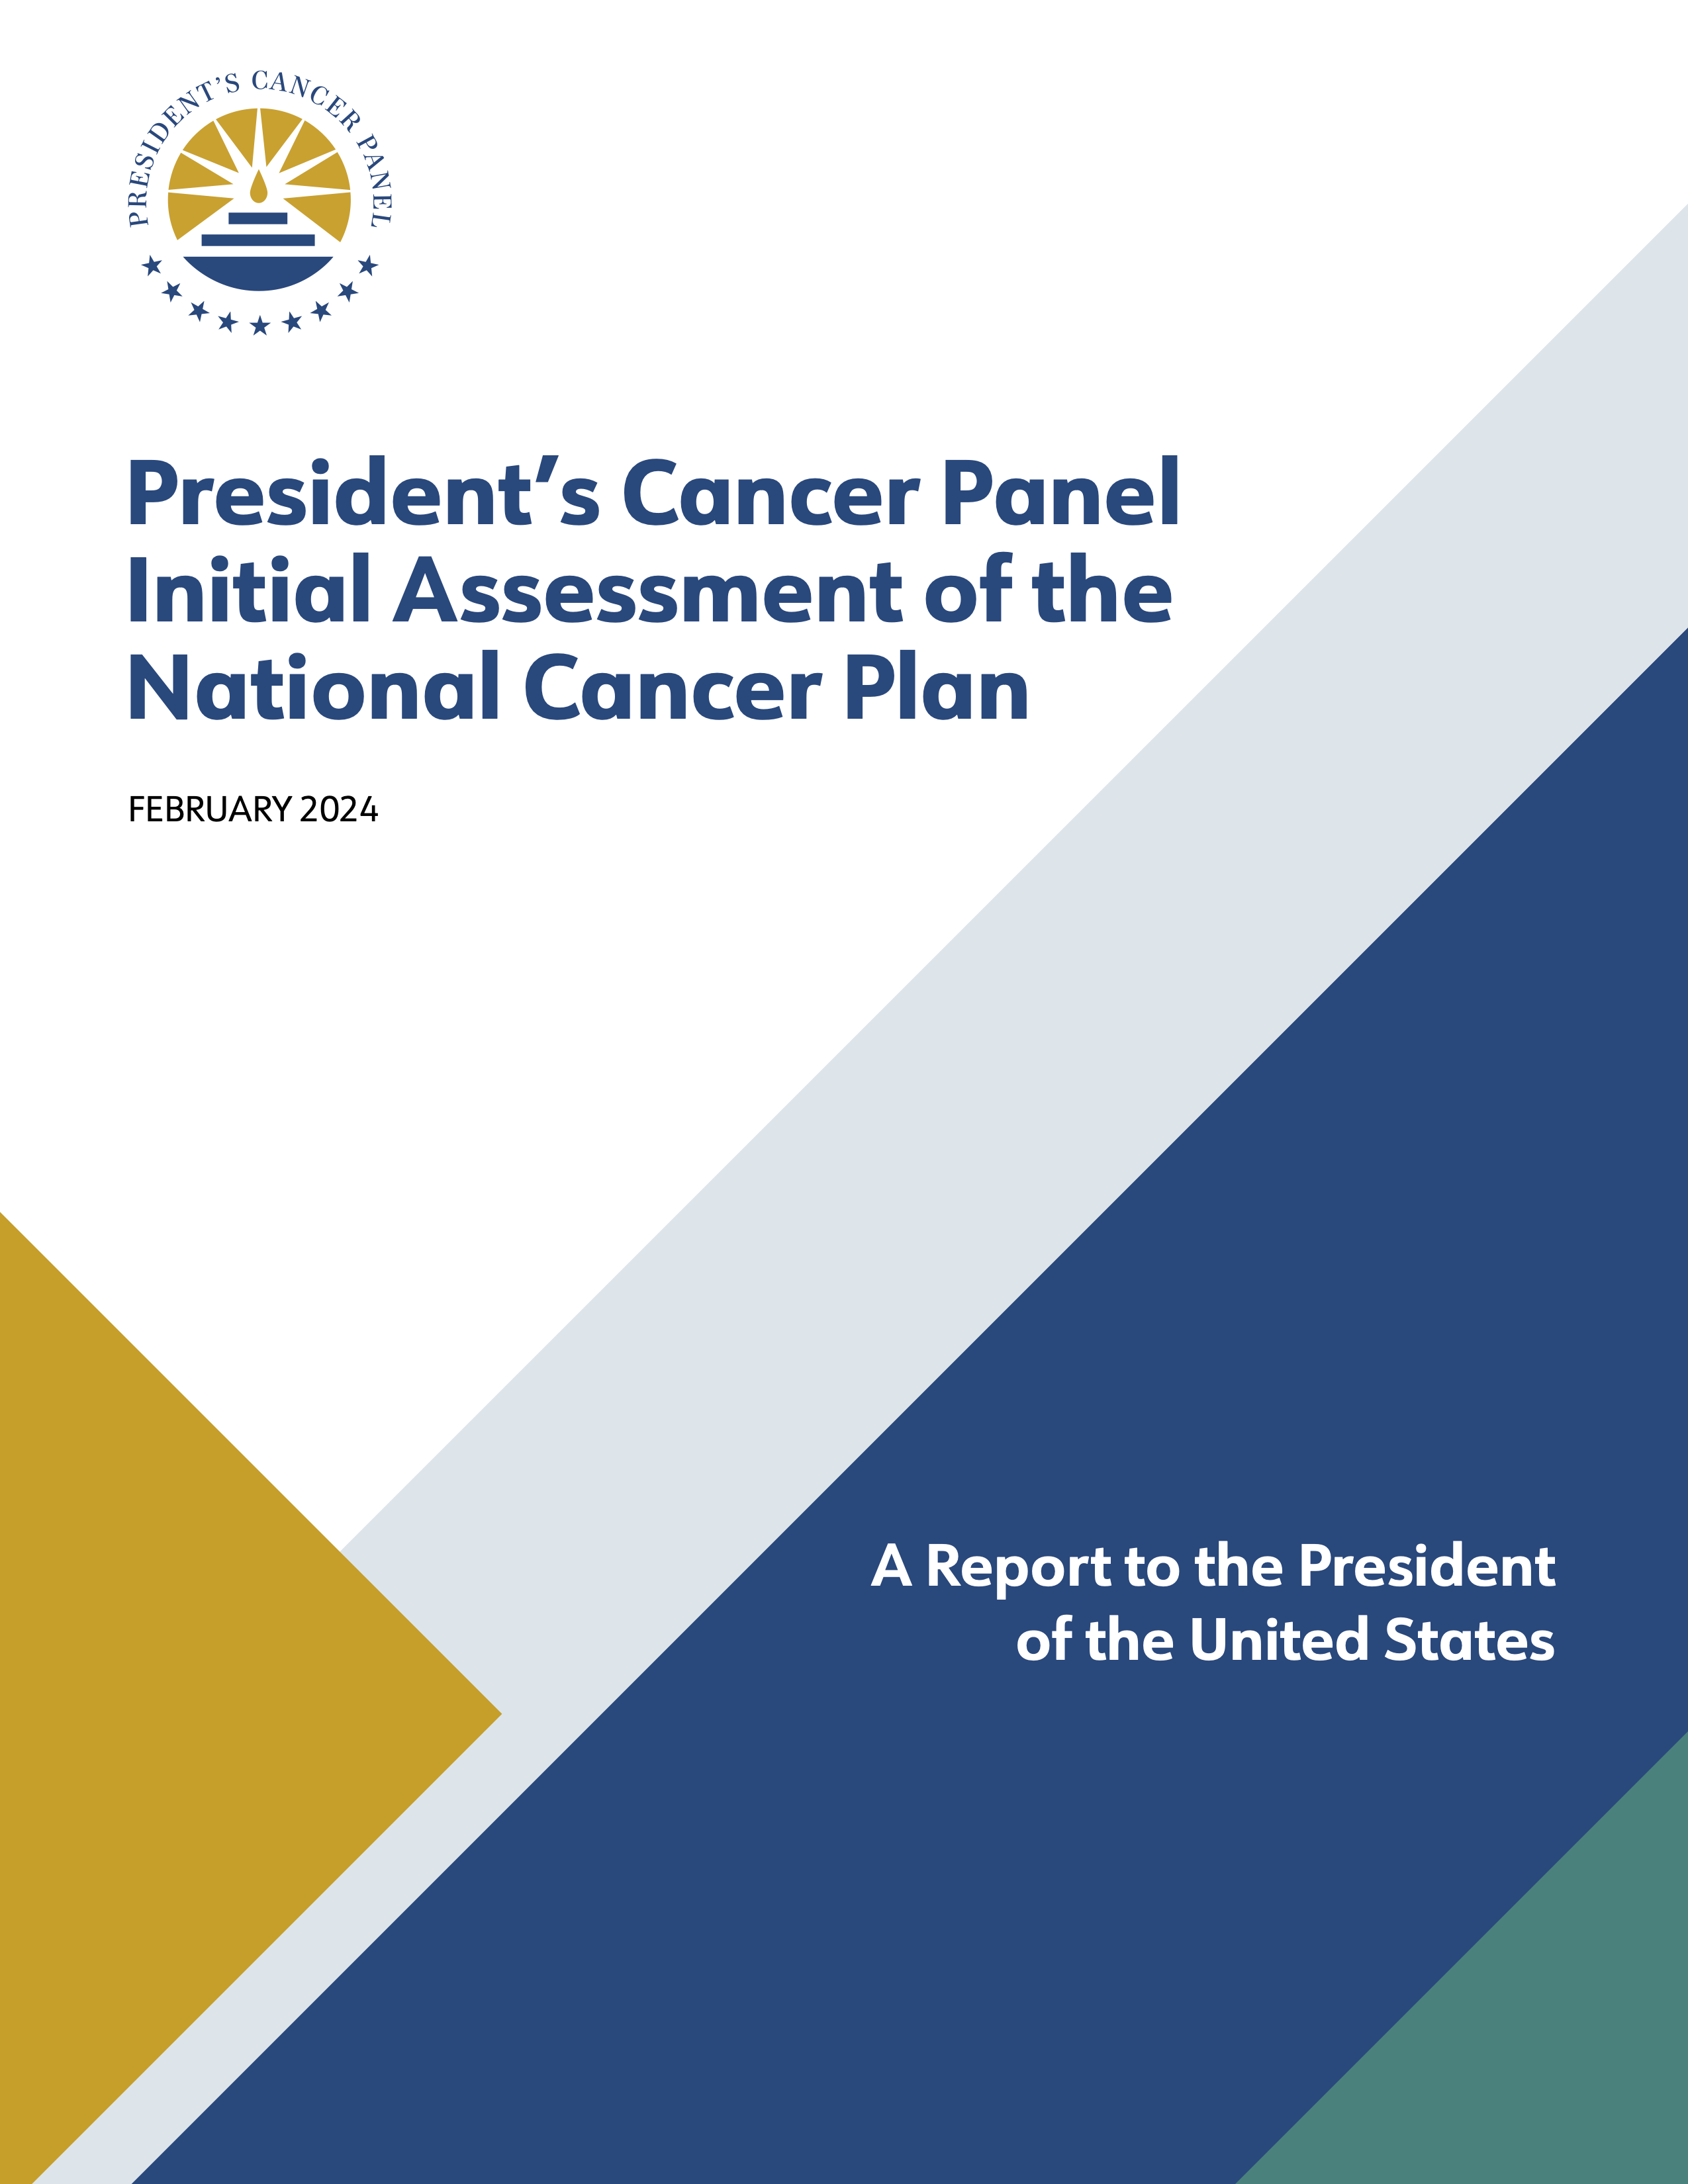 PRESIDENT’S CANCER PANEL
President’s Cancer Panel
Initial Assessment of the
National Cancer Plan
FEBRUARY 2024
A Report to the President
of the United States